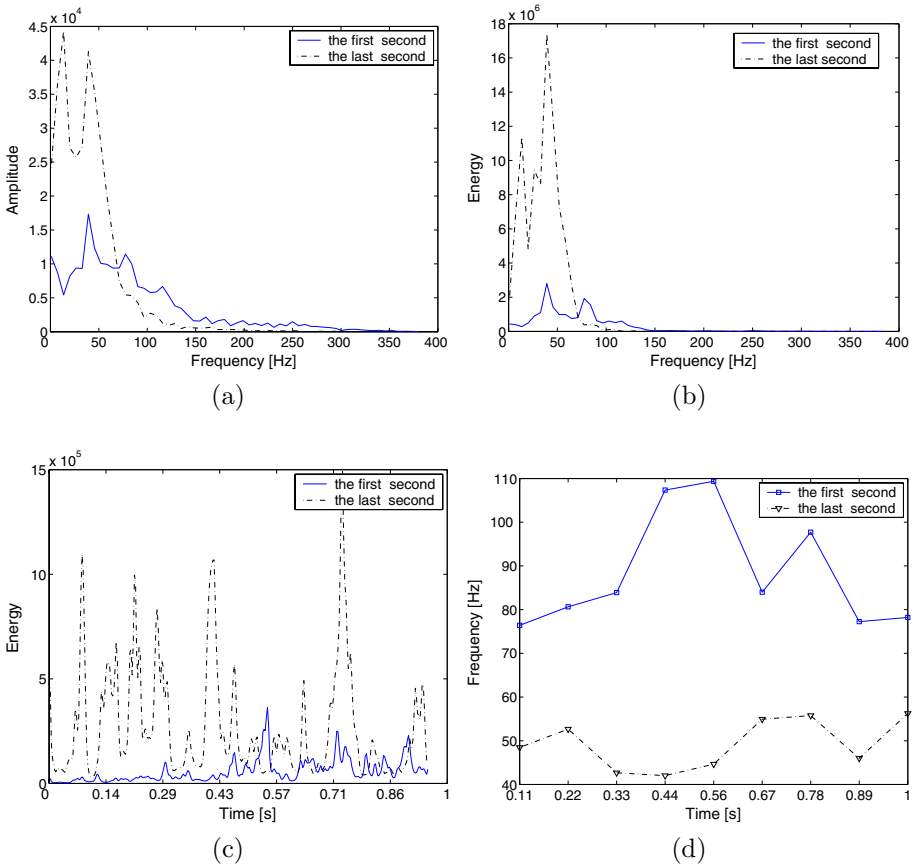 x 10^4
4.5
4
3.5
3
2.5
2
1.5
1
0.5
0
0 50 100 150 200 250 300 350 400
Amplitude
Frequency [Hz]
the first second
the last second
(a)
x 10^6
18
16
14
12
10
8
6
4
2
0
0 50 100 150 200 250 300 350 400
Energy
Frequency [Hz]
the first second
the last second
(b)
x 10^5
15
10
5
0
0 0.14 0.29 0.43 0.57 0.71 0.86 1
Energy
Time [s]
the first second
the last second
(c)
110
100
90
80
70
60
50
40
0.11 0.22 0.33 0.44 0.56 0.67 0.78 0.89 1
Frequency [Hz]
Time [s]
the first second
the last second
(d)